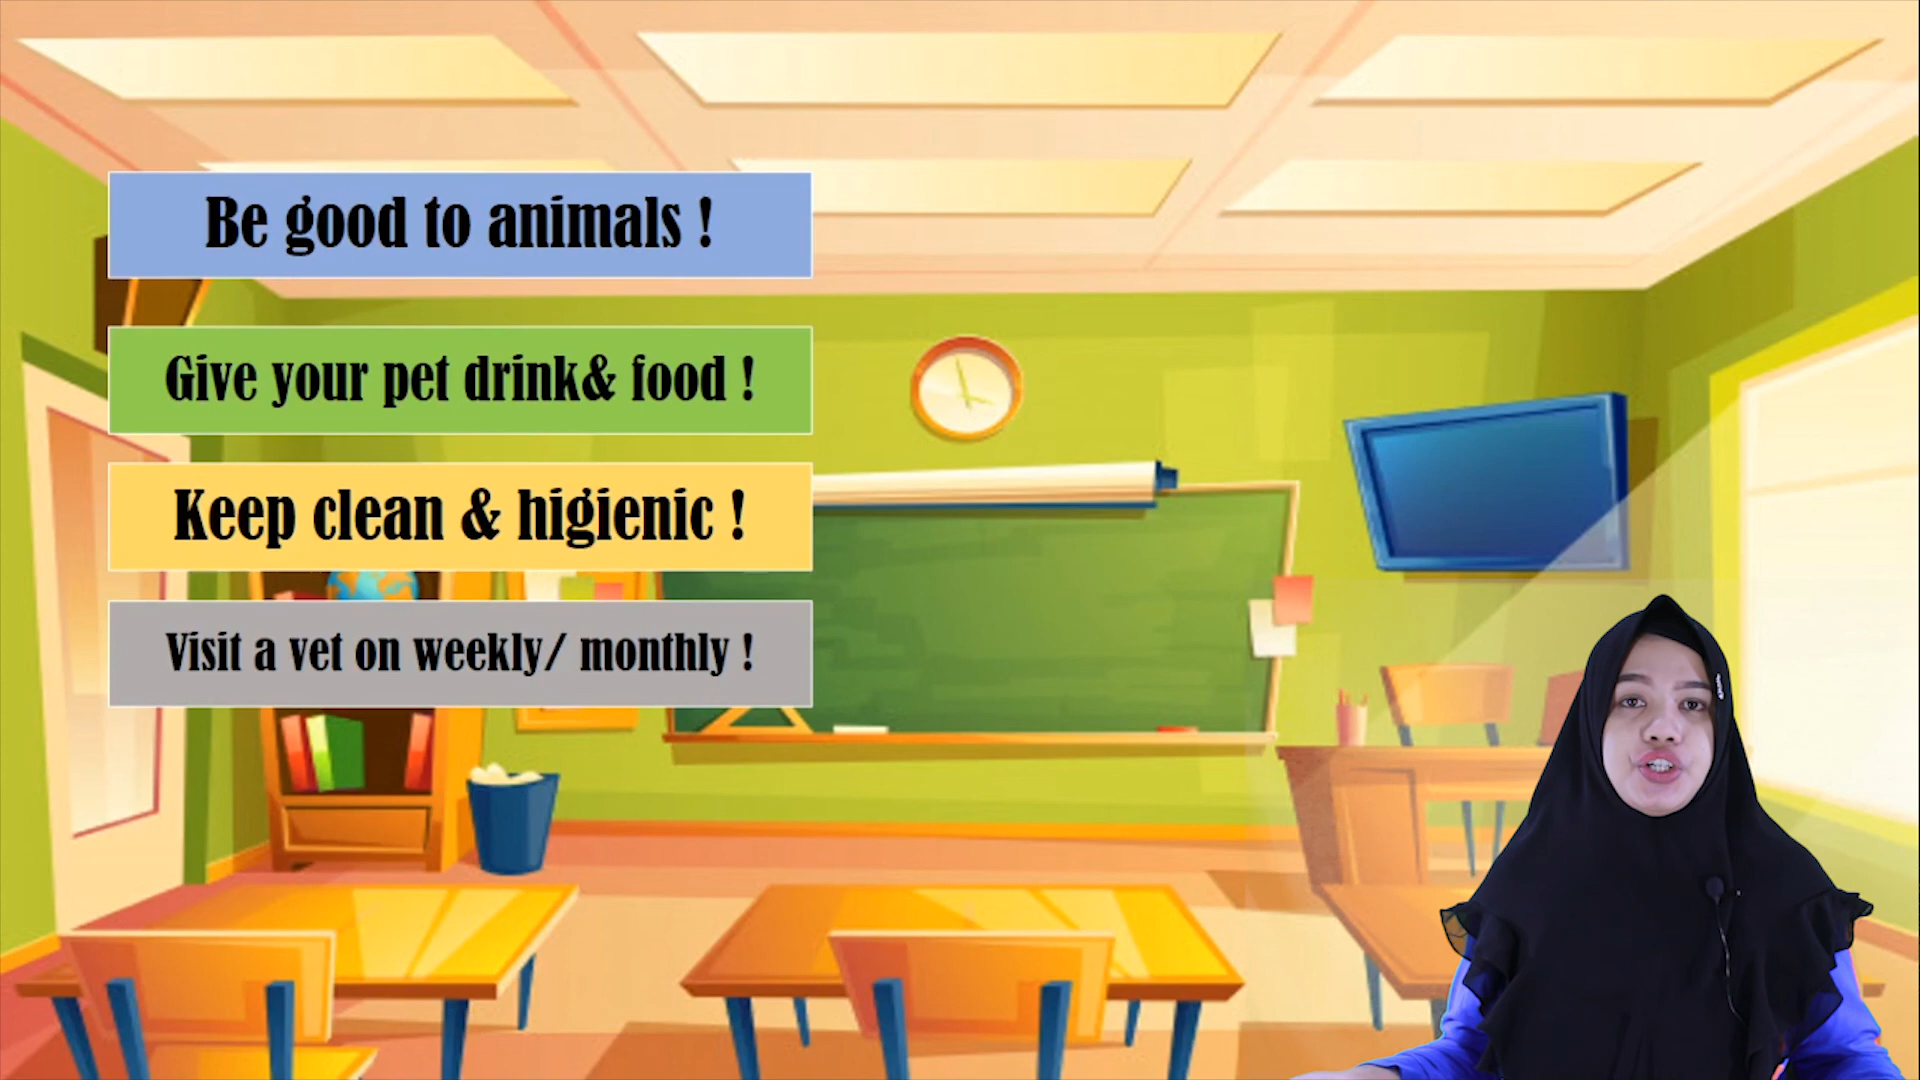 Be good to animals !
Give your pet drink& food !
Keep clean & higienic !
Visit a vet on weekly/ monthly !